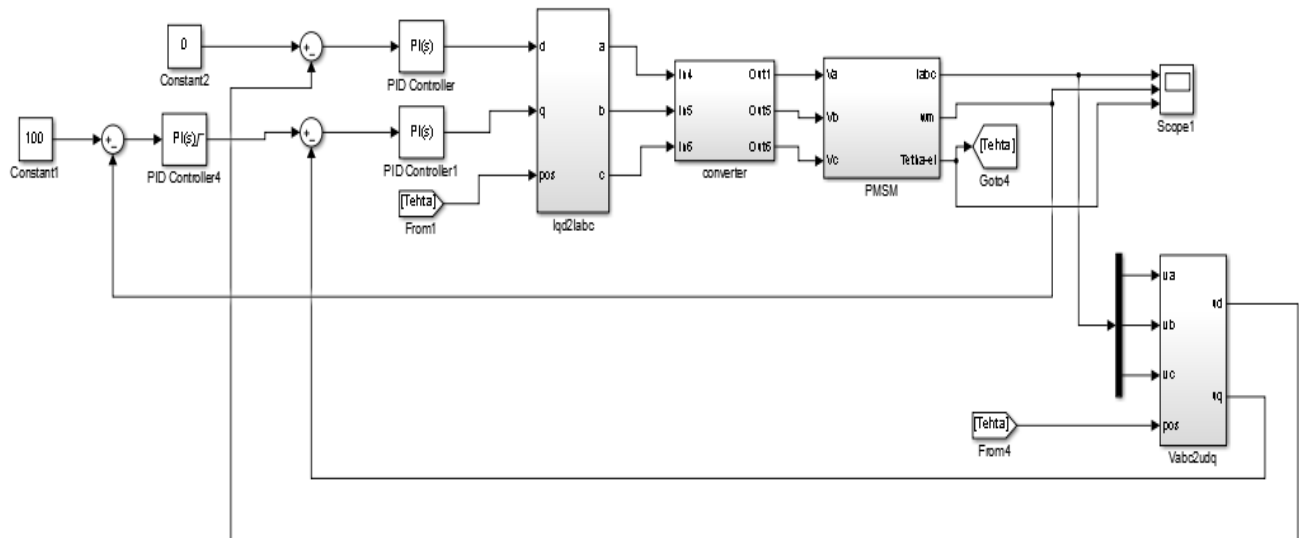 0
Constant2
+
_
PI(s)
PID Controller
100
Constant1
+
_
PI(s)
PID Controller4
+
_
PI(s)
PID Controller1
[Tehta]
From1
d
q
pos
a
b
c
Iqd2Iabc
In4
In5
In6
Out1
Out5
Out6
converter
Va
Vb
Vc
Iabc
wm
Tetha-el
PMSM
[Tehta]
Goto4
Scope1
ua
ub
uc
pos
ud
uq
Vabc2udq
[Tehta]
From4